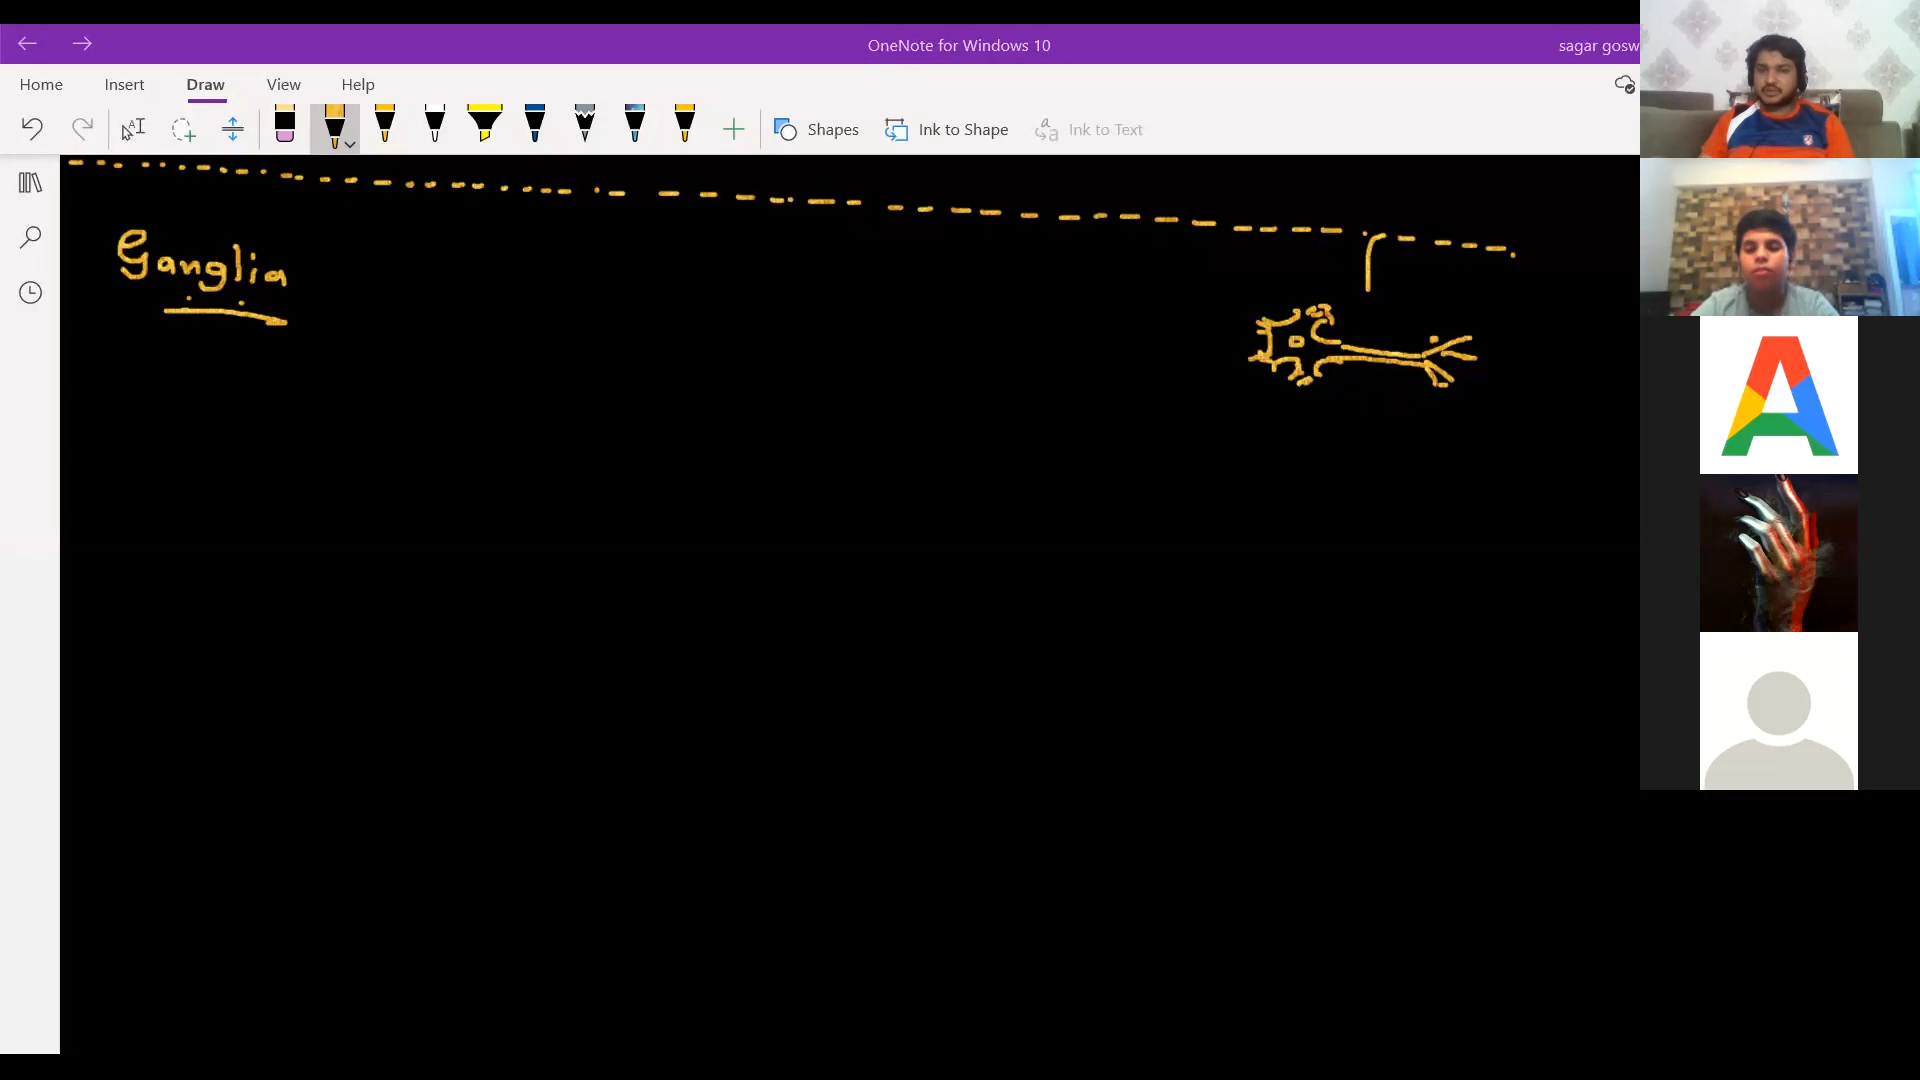 OneNote for Windows 10
sagar gosw
Home Insert Draw View Help
Shapes Ink to Shape Ink to Text
Ganglia